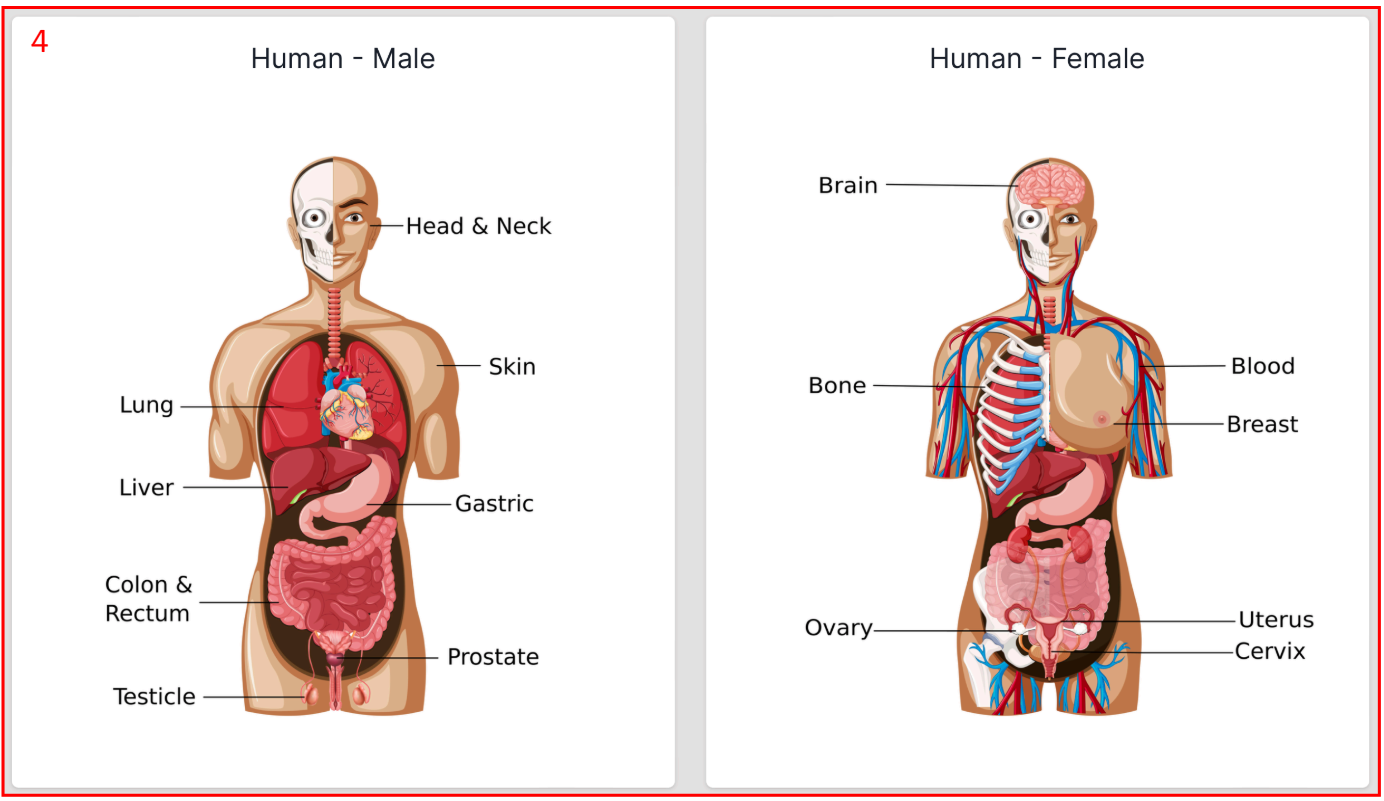 4
Human - Male
Head & Neck
Skin
Lung
Liver
Gastric
Colon &
Rectum
Prostate
Testicle
Human - Female
Brain
Blood
Bone
Breast
Ovary
Uterus
Cervix